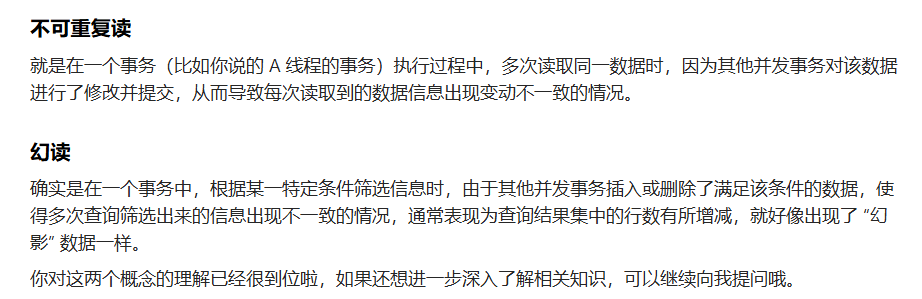 不可重复读
就是在一个事务（比如你说的 A 线程的事务）执行过程中，多次读取同一数据时，因为其他并发事务对该数据
进行了修改并提交，从而导致每次读取到的数据信息出现变动不一致的情况。
幻读
确实是在一个事务中，根据某一特定条件筛选信息时，由于其他并发事务插入或删除了满足该条件的数据，使
得多次查询筛选出来的信息出现不一致的情况，通常表现为查询结果集中的行数有所增减，就好像出现了 “幻
影” 数据一样。
你对这两个概念的理解已经很到位啦，如果还想进一步深入了解相关知识，可以继续向我提问哦。